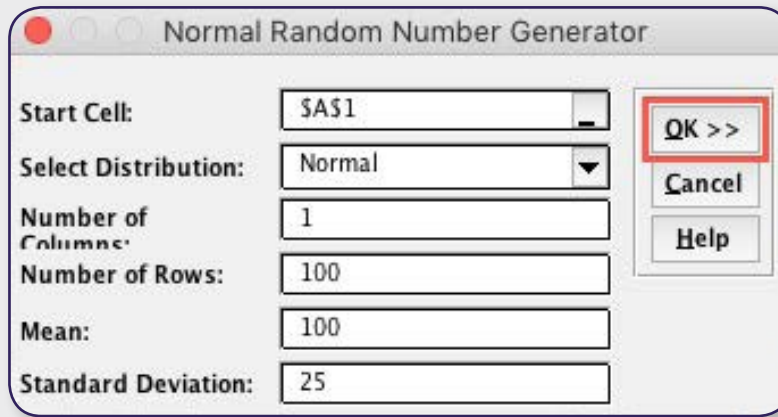 Normal Random Number Generator
Start Cell: $A$1
OK >>
Select Distribution: Normal
Cancel
Number of
Columns: 1
Help
Number of Rows: 100
Mean: 100
Standard Deviation: 25